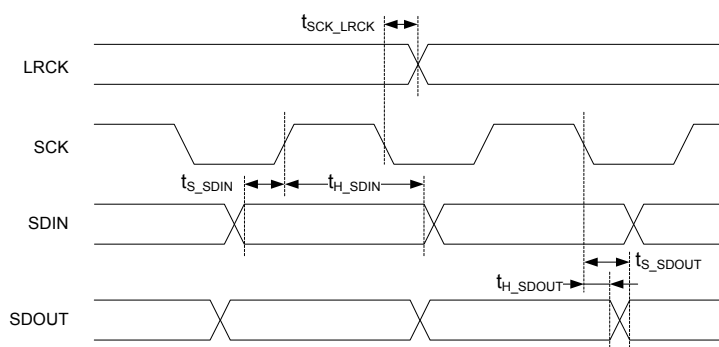 tSCK_LRCK
LRCK
SCK
tS_SDIN tH_SDIN
SDIN
tS_SDOUT
tH_SDOUT
SDOUT